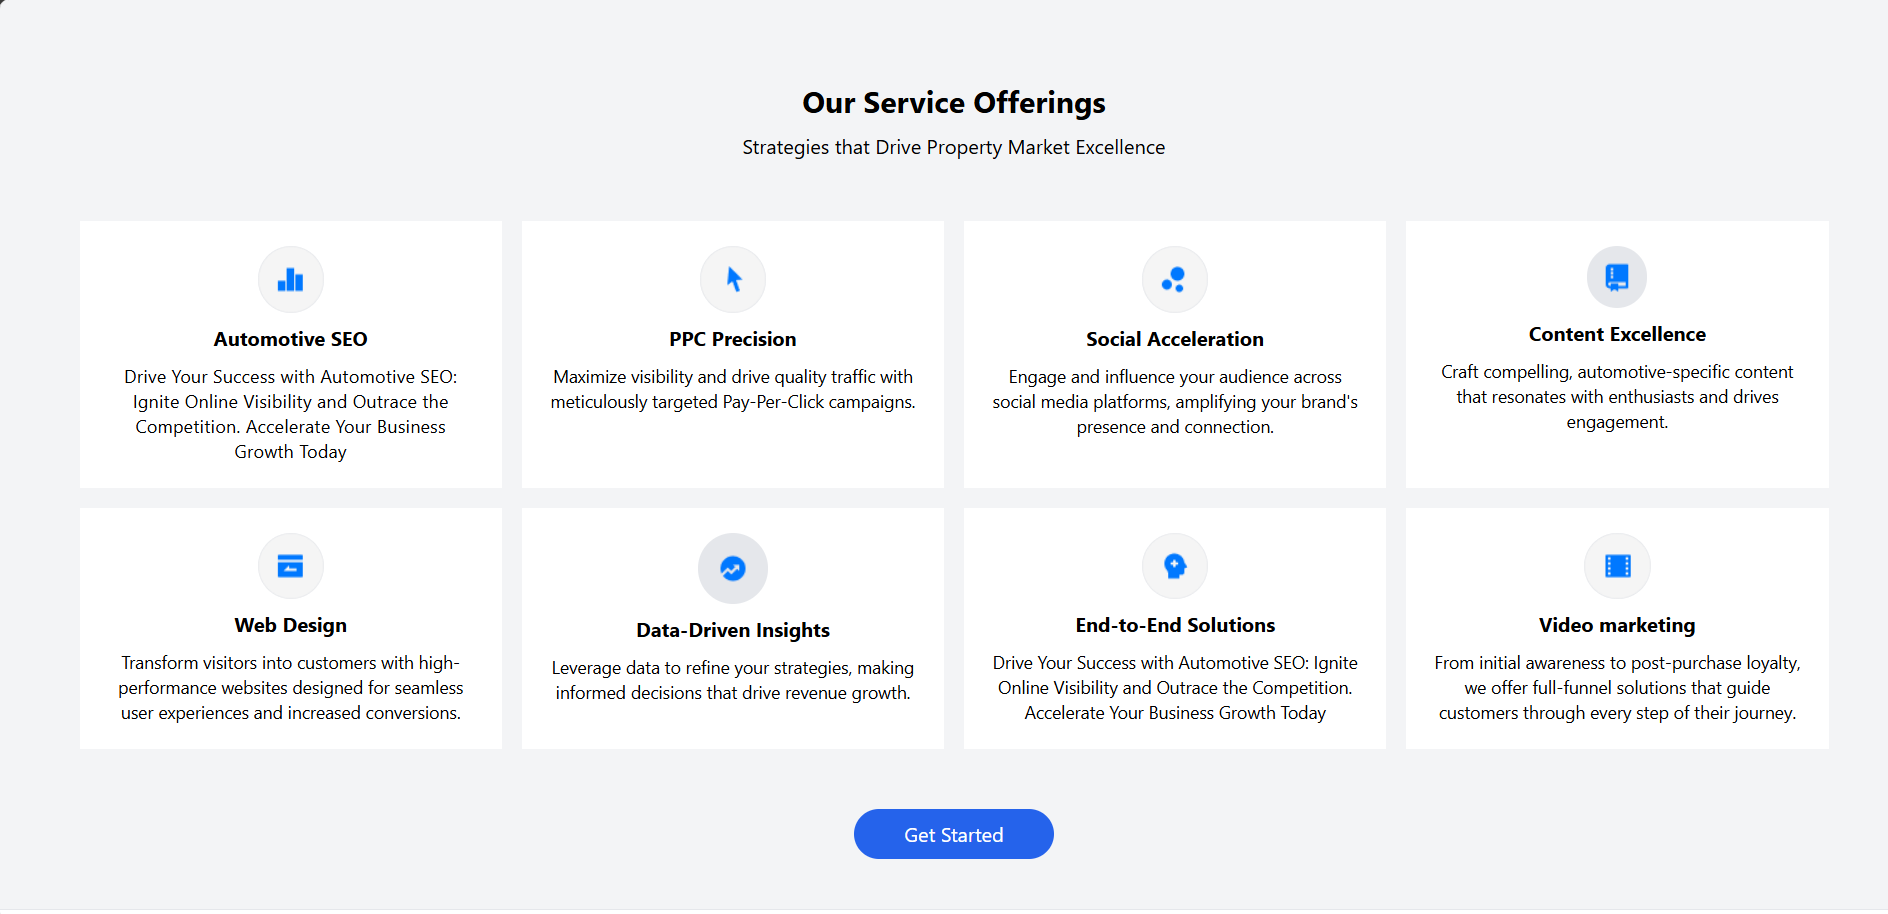 Our Service Offerings
Strategies that Drive Property Market Excellence
Automotive SEO
Drive Your Success with Automotive SEO:
Ignite Online Visibility and Outrace the
Competition. Accelerate Your Business
Growth Today
PPC Precision
Maximize visibility and drive quality traffic with
meticulously targeted Pay-Per-Click campaigns.
Social Acceleration
Engage and influence your audience across
social media platforms, amplifying your brand's
presence and connection.
Content Excellence
Craft compelling, automotive-specific content
that resonates with enthusiasts and drives
engagement.
Web Design
Transform visitors into customers with high-
performance websites designed for seamless
user experiences and increased conversions.
Data-Driven Insights
Leverage data to refine your strategies, making
informed decisions that drive revenue growth.
End-to-End Solutions
Drive Your Success with Automotive SEO: Ignite
Online Visibility and Outrace the Competition.
Accelerate Your Business Growth Today
Video marketing
From initial awareness to post-purchase loyalty,
we offer full-funnel solutions that guide
customers through every step of their journey.
Get Started